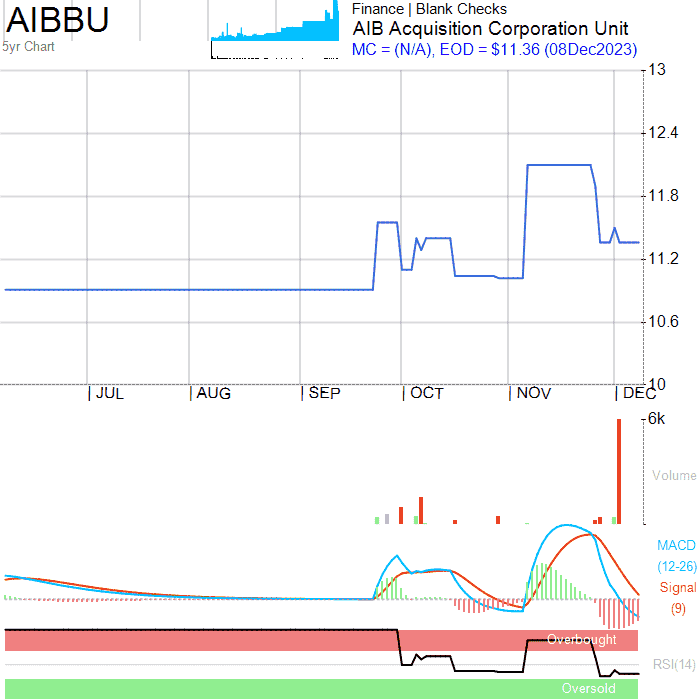 AIBBU
5yr Chart
Finance | Blank Checks
AIB Acquisition Corporation Unit
MC = (N/A), EOD = $11.36 (08Dec2023)
13
12.4
11.8
11.2
10.6
10
JUL
AUG
SEP
OCT
NOV
DEC
6k
Volume
MACD
(12-26)
Signal
(9)
Overbought
RSI(14)
Oversold